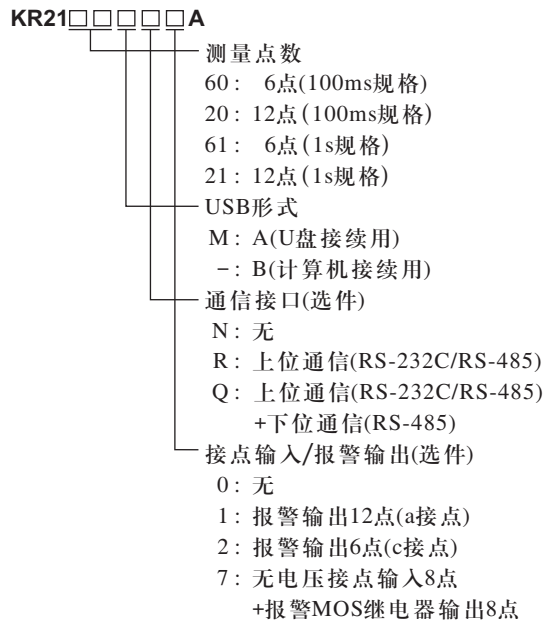 KR21□□□□□A
测量点数
60: 6点(100ms规格)
20: 12点(100ms规格)
61: 6点(1s规格)
21: 12点(1s规格)
USB形式
M: A(U盘接续用)
-: B(计算机接续用)
通信接口(选件)
N: 无
R: 上位通信(RS-232C/RS-485)
Q: 上位通信(RS-232C/RS-485)
+下位通信(RS-485)
接点输入/报警输出(选件)
0: 无
1: 报警输出12点(a接点)
2: 报警输出6点(c接点)
7: 无电压接点输入8点
+报警MOS继电器输出8点